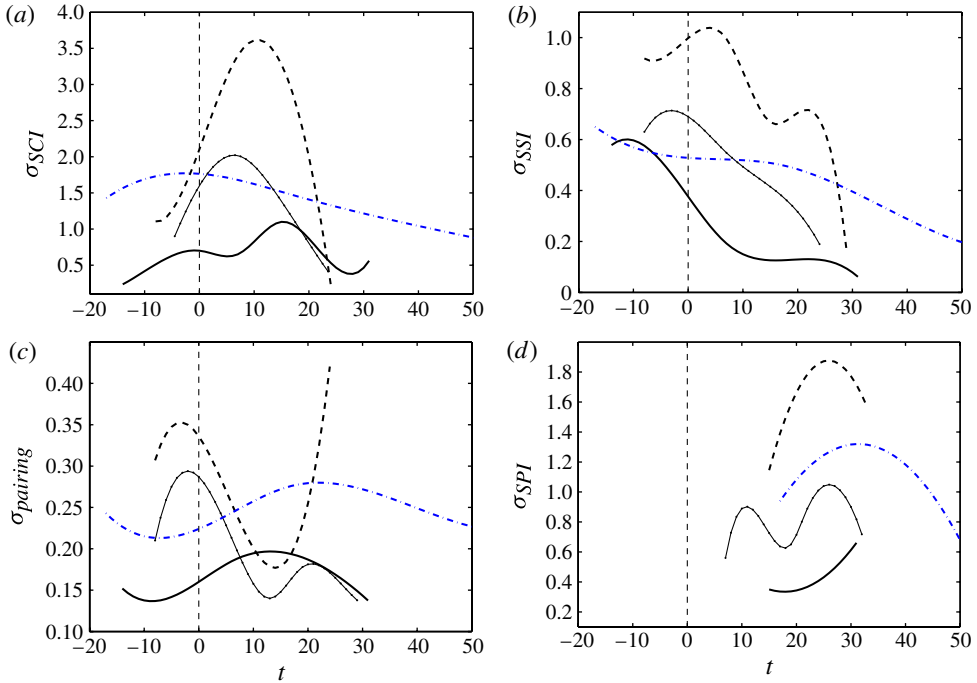 (a)
σSCI
4.0
3.5
3.0
2.5
2.0
1.5
1.0
0.5
−20 −10 0 10 20 30 40 50
(b)
σSSI
1.0
0.8
0.6
0.4
0.2
0
−20 −10 0 10 20 30 40 50
(c)
σpairing
0.40
0.35
0.30
0.25
0.20
0.15
0.10
−20 −10 0 10 20 30 40 50
t
(d)
σSPI
1.8
1.6
1.4
1.2
1.0
0.8
0.6
0.4
0.2
−20 −10 0 10 20 30 40 50
t